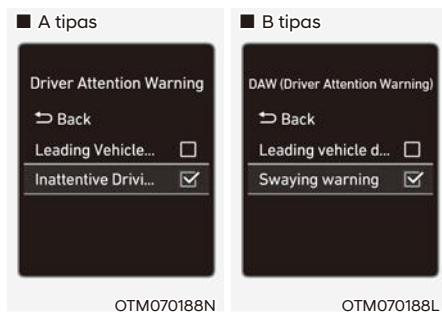 ■ A tipas
Driver Attention Warning
⮌ Back
Leading Vehicle...
Inattentive Drivi...
OTM070188N
■ B tipas
DAW (Driver Attention Warning)
⮌ Back
Leading vehicle d...
Swaying warning
OTM070188L